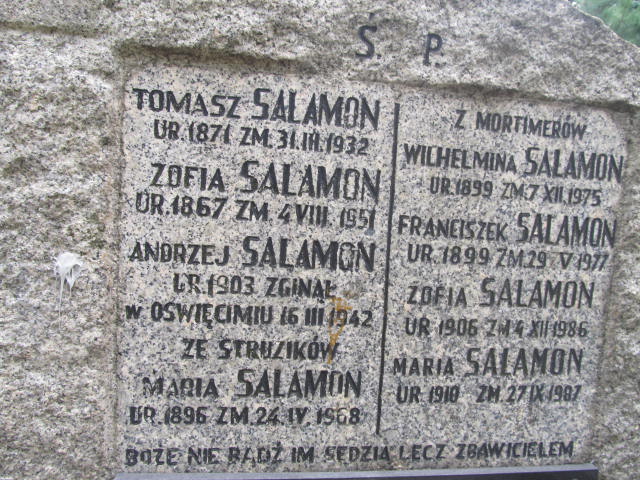 Ś. P.
TOMASZ SALAMON
UR.1871 ZM.31.III.1932
ZOFIA SALAMON
UR.1867 ZM.4 VIII.1951
ANDRZEJ SALAMON
UR.1903 ZGINĄŁ
W OŚWIĘCIMIU 16 III 1942
ZE STRUZIKÓW
MARIA SALAMON
UR.1896 ZM.24.IV.1968
Z MORTIMERÓW
WILHELMINA SALAMON
UR.1899 ZM.7 XII.1975
FRANCISZEK SALAMON
UR.1899 ZM.29 V 1977
ZOFIA SALAMON
UR 1906 ZM.4 XII 1986
MARIA SALAMON
UR.1910 ZM.27 IX 1987
BOŻE NIE BĄDŹ IM SĘDZIĄ LECZ ZBAWICIELEM